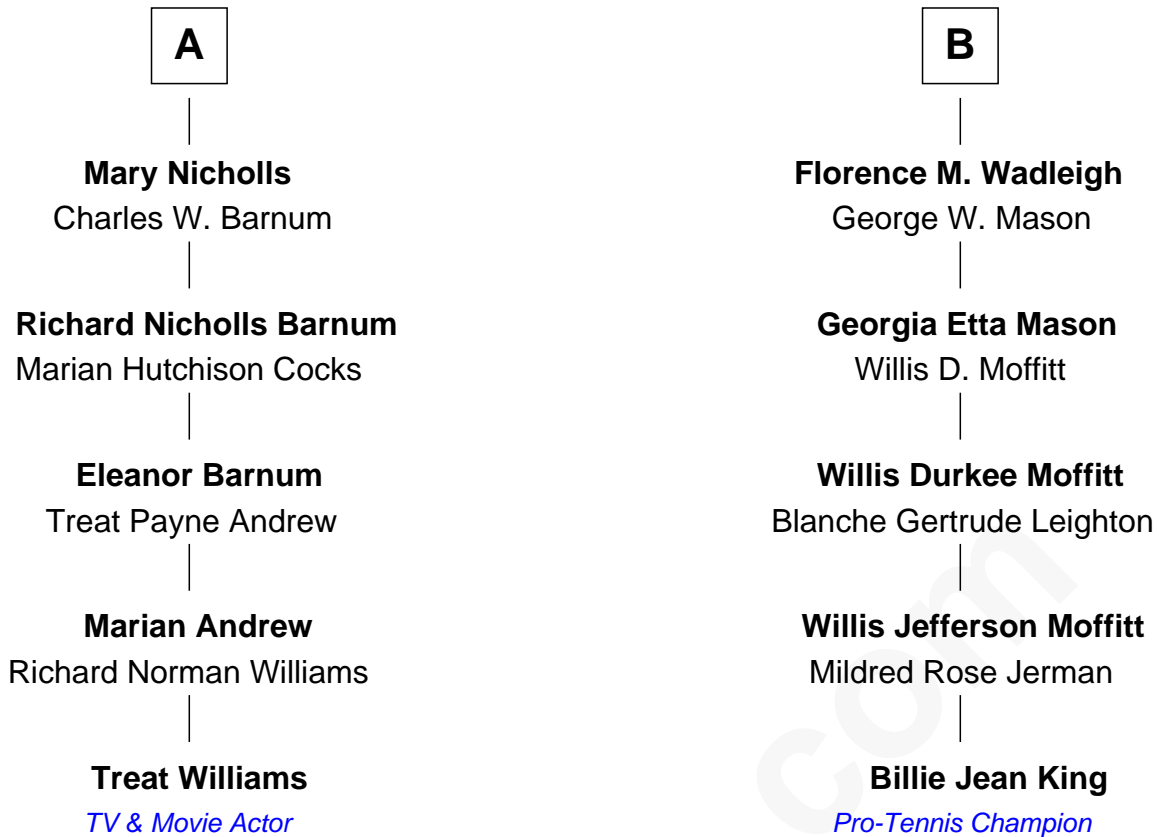 A
Mary Nicholls
Charles W. Barnum
Richard Nicholls Barnum
Marian Hutchison Cocks
Eleanor Barnum
Treat Payne Andrew
Marian Andrew
Richard Norman Williams
Treat Williams
TV & Movie Actor
B
Florence M. Wadleigh
George W. Mason
Georgia Etta Mason
Willis D. Moffitt
Willis Durkee Moffitt
Blanche Gertrude Leighton
Willis Jefferson Moffitt
Mildred Rose Jerman
Billie Jean King
Pro-Tennis Champion
com